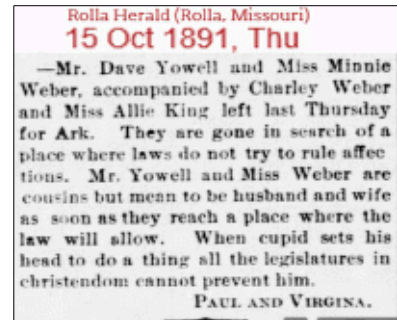 Rolla Herald (Rolla, Missouri)
15 Oct 1891, Thu
—Mr. Dave Yowell and Miss Minnie
Weber, accompanied by Charley Weber
and Miss Allie King left last Thursday
for Ark. They are gone in search of a
place where laws do not try to rule affec
tions. Mr. Yowell and Miss Weber are
cousins but mean to be husband and wife
as soon as they reach a place where the
law will allow. When cupid sets his
head to do a thing all the legislatures in
christendom cannot prevent him.
PAUL AND VIRGINA.